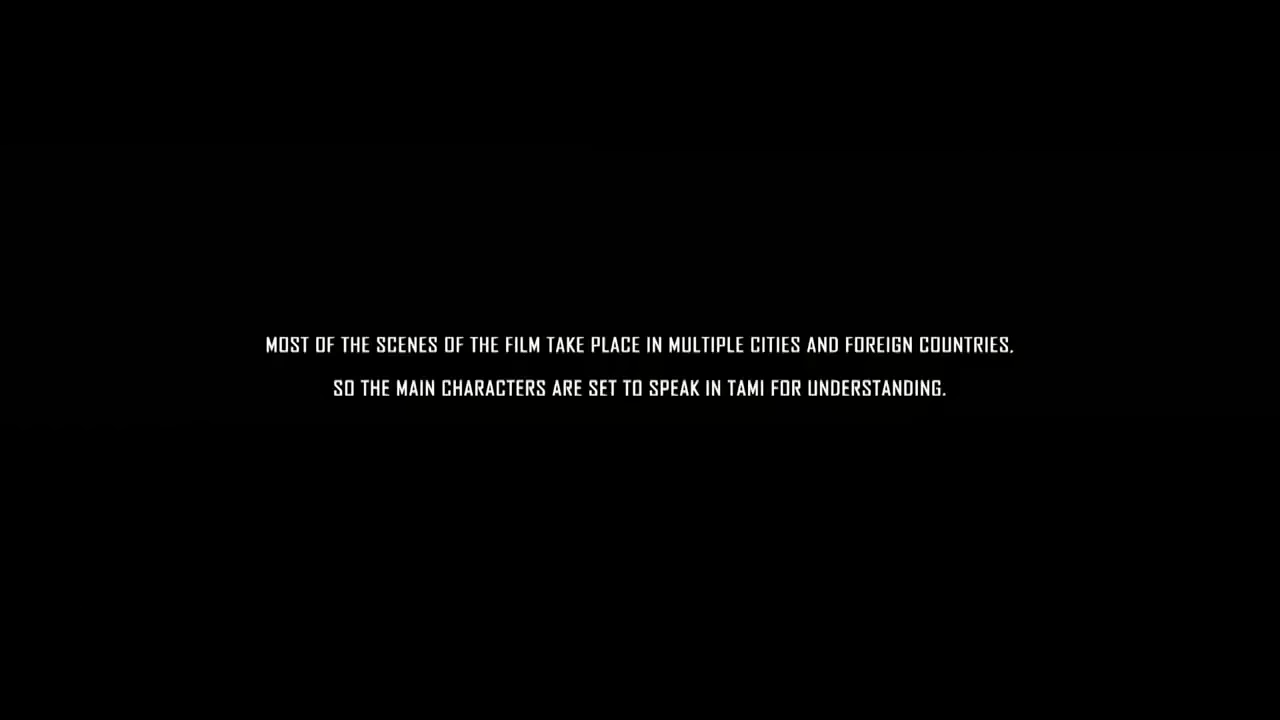 MOST OF THE SCENES OF THE FILM TAKE PLACE IN MULTIPLE CITIES AND FOREIGN COUNTRIES,
SO THE MAIN CHARACTERS ARE SET TO SPEAK IN TAMI FOR UNDERSTANDING.